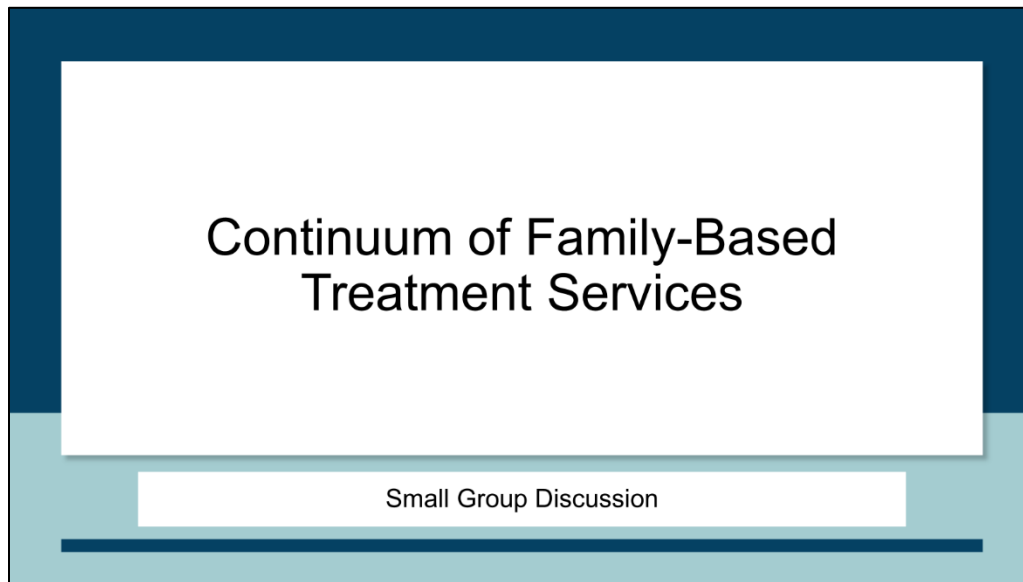 Continuum of Family-Based
Treatment Services
Small Group Discussion